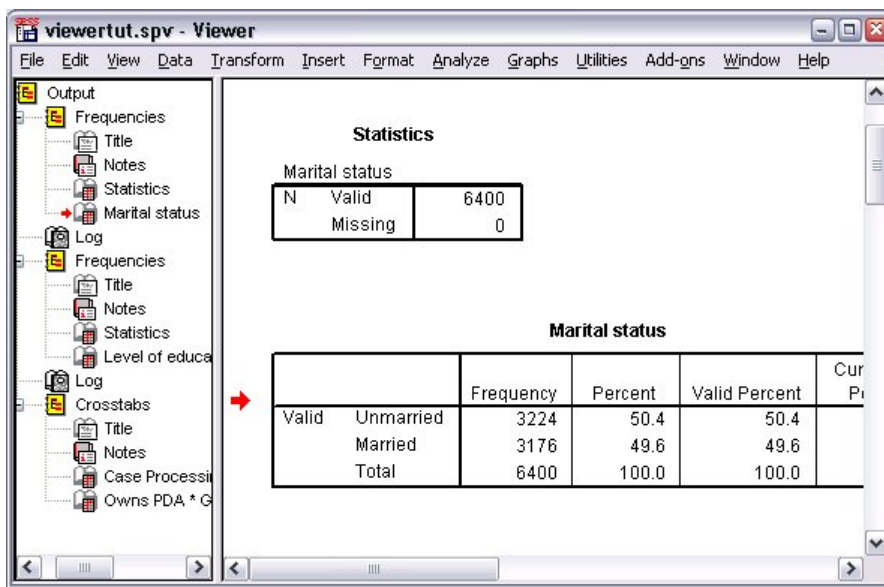 viewertut.spv - Viewer
File Edit View Data Transform Insert Format Analyze Graphs Utilities Add-ons Window Help
Output
Frequencies
Title
Notes
Statistics
Marital status
Log
Frequencies
Title
Notes
Statistics
Level of educa
Log
Crosstabs
Title
Notes
Case Processi
Owns PDA * G
Statistics
Marital status
N Valid 6400
Missing 0
Marital status
Cur
Frequency Percent Valid Percent P
Valid Unmarried 3224 50.4 50.4
Married 3176 49.6 49.6
Total 6400 100.0 100.0